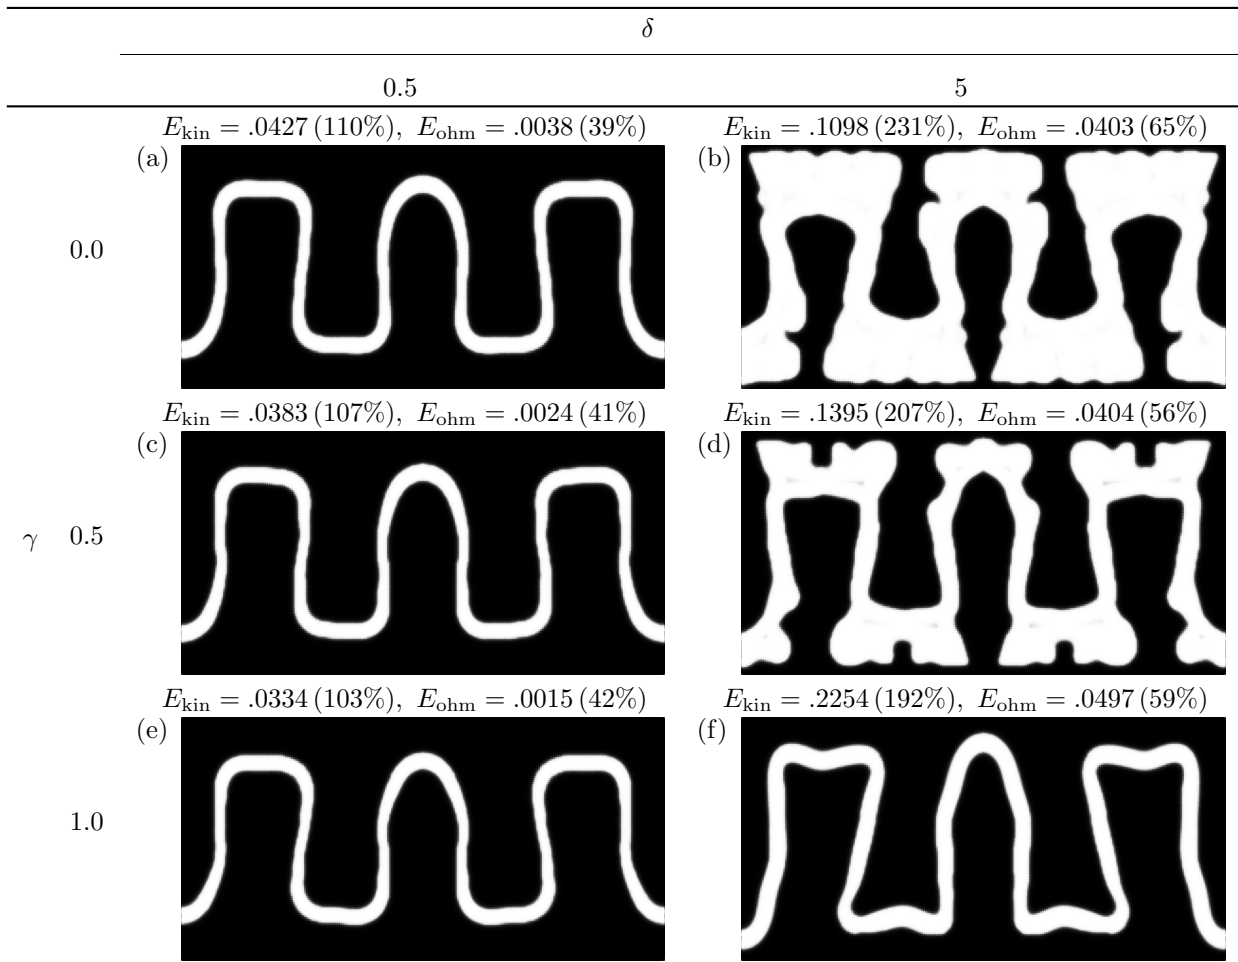 δ
0.5 5
E_kin = .0427 (110%), E_ohm = .0038 (39%) E_kin = .1098 (231%), E_ohm = .0403 (65%)
(a) (b)
0.0
E_kin = .0383 (107%), E_ohm = .0024 (41%) E_kin = .1395 (207%), E_ohm = .0404 (56%)
(c) (d)
γ 0.5
E_kin = .0334 (103%), E_ohm = .0015 (42%) E_kin = .2254 (192%), E_ohm = .0497 (59%)
(e) (f)
1.0